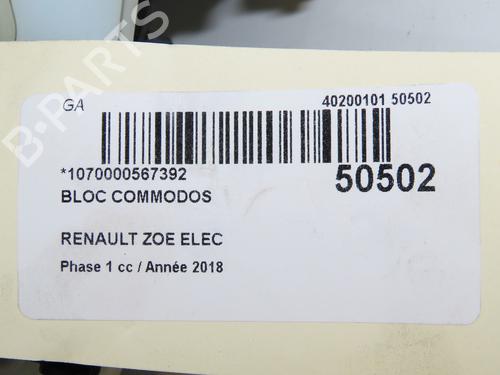 GA
40200101 50502
*1070000567392
50502
BLOC COMMODOS
RENAULT ZOE ELEC
Phase 1 cc / Année 2018
B-PARTS